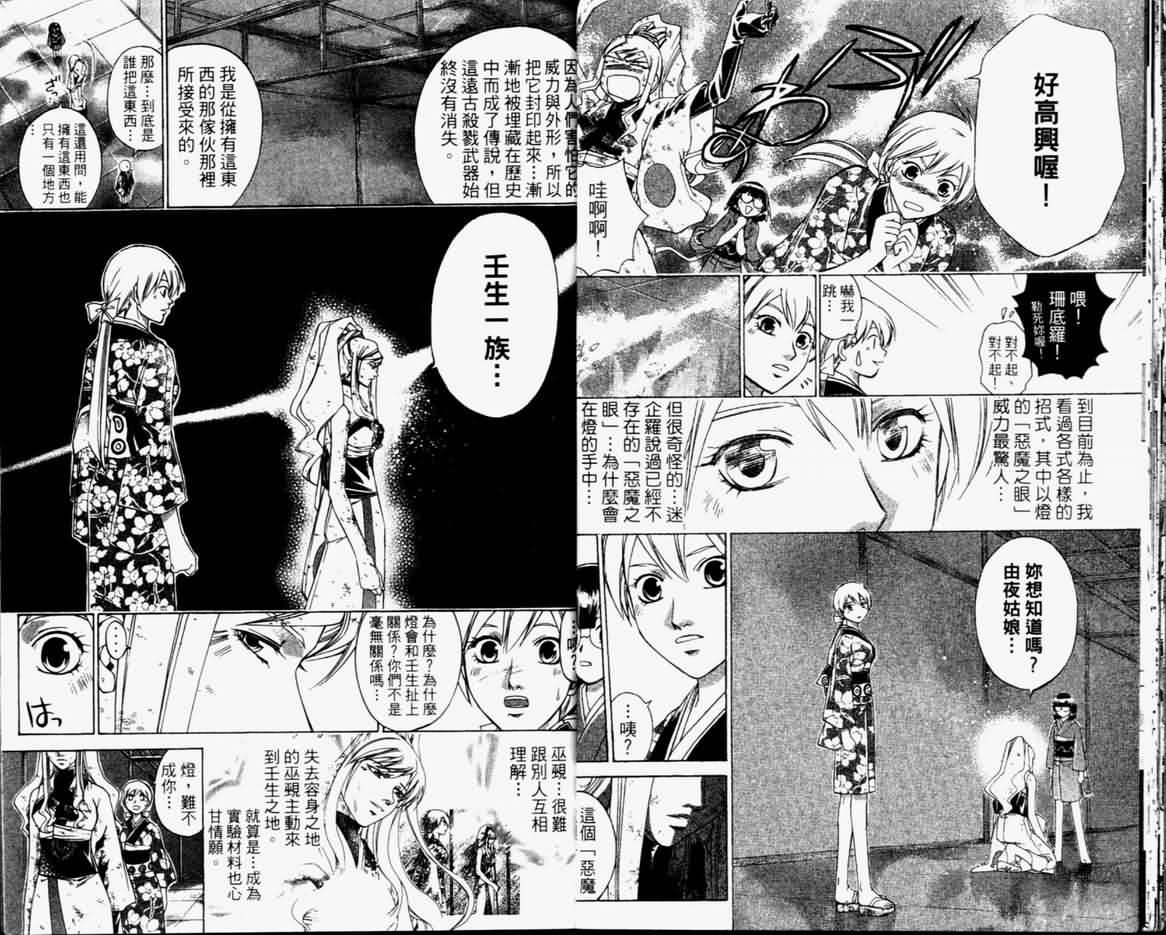 好高興喔！
あぁぁ
哇啊啊！
喂！
珊底羅！
勒死妳喔！
對不起、
對不起！
嚇我一
跳…
到目前為止，我
看過各式各樣的
招式，其中以燈
的「惡魔之眼」
威力最驚人…
但很奇怪的…迷
企羅說過已經不
存在的「惡魔之
眼」…為什麼會
在燈的手中…
妳想知道嗎？
由夜姑娘…
…咦？
這個「惡魔
因為人們害怕它的
威力與外形，所以
把它封印起來…漸
漸地被埋藏在歷史
中而成了傳說，但
這遠古殺戮武器始
終沒有消失。
我是從擁有這東
西的那傢伙那裡
所接受來的。
那麼…到底是
誰把這東西…
ざっ
這還用問，能
擁有這東西也
只有一個地方
…
壬生一族…
…咦？
為什麼？為什麼
燈會和壬生扯上
關係？你們不是
毫無關係嗎…
…
はっ
巫覡…很難
跟別人互相
理解…
失去容身之地
的巫覡主動來
到壬生之地。
就算是…成為
實驗材料也心
甘情願。
燈，難不
成你…